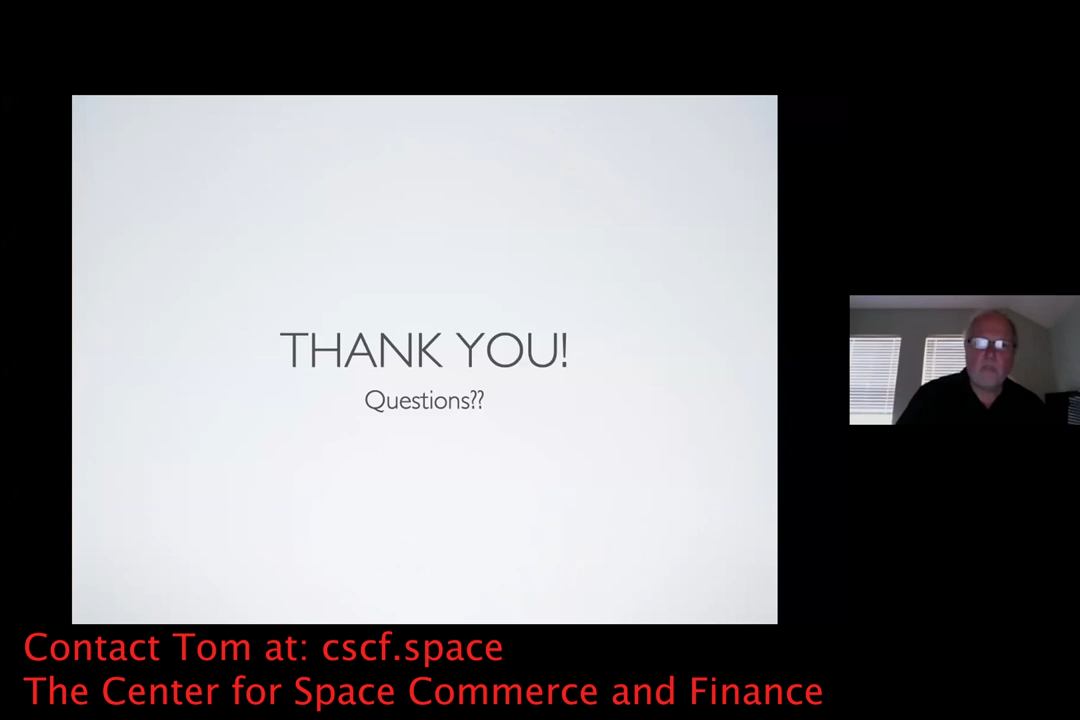 THANK YOU!
Questions??
Contact Tom at: cscf.space
The Center for Space Commerce and Finance